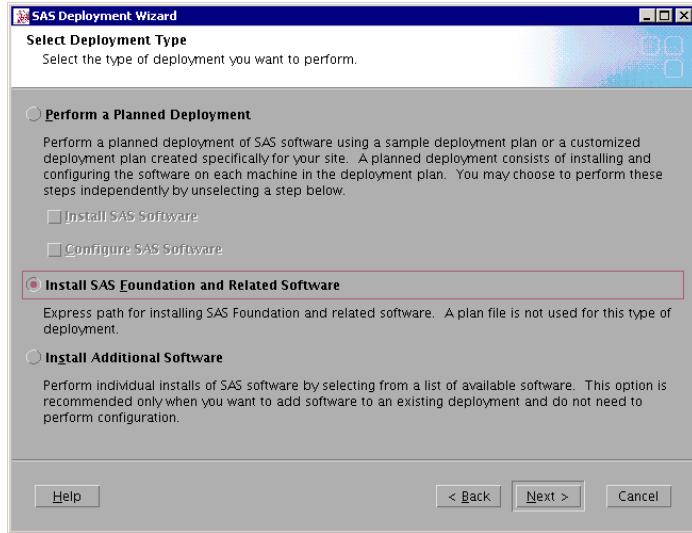 SAS Deployment Wizard
Select Deployment Type
Select the type of deployment you want to perform.
Perform a Planned Deployment
Perform a planned deployment of SAS software using a sample deployment plan or a customized
deployment plan created specifically for your site. A planned deployment consists of installing and
configuring the software on each machine in the deployment plan. You may choose to perform these
steps independently by unselecting a step below.
Install SAS Software
Configure SAS Software
Install SAS Foundation and Related Software
Express path for installing SAS Foundation and related software. A plan file is not used for this type of
deployment.
Install Additional Software
Perform individual installs of SAS software by selecting from a list of available software. This option is
recommended only when you want to add software to an existing deployment and do not need to
perform configuration.
Help
< Back
Next >
Cancel